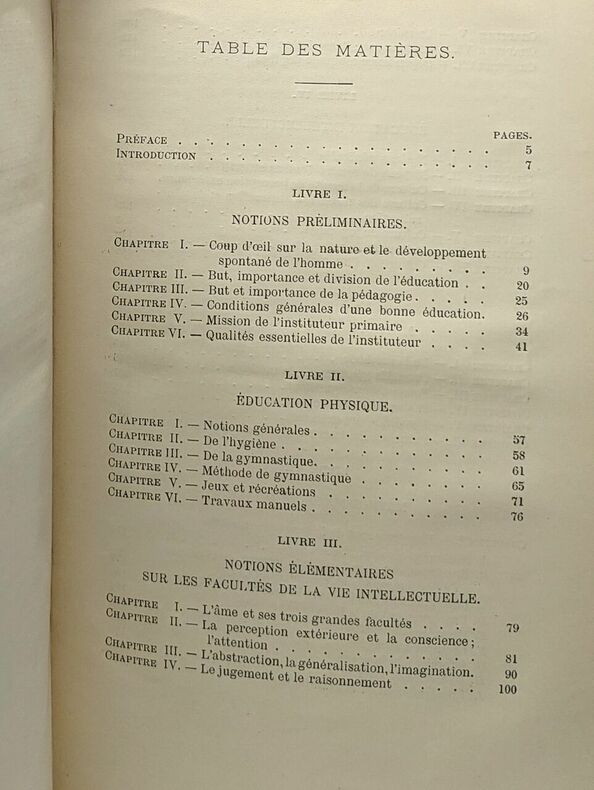 TABLE DES MATIÈRES.
PAGES.
PRÉFACE . . . . . . . . . . . . . . . . . 5
INTRODUCTION . . . . . . . . . . . . . . . 7
LIVRE I.
NOTIONS PRÉLIMINAIRES.
CHAPITRE I. — Coup d'œil sur la nature et le développement
spontané de l'homme . . . . . . . . . 9
CHAPITRE II. — But, importance et division de l'éducation . . 20
CHAPITRE III. — But et importance de la pédagogie . . . . . 25
CHAPITRE IV. — Conditions générales d'une bonne éducation. 26
CHAPITRE V. — Mission de l'instituteur primaire . . . . . 34
CHAPITRE VI. — Qualités essentielles de l'instituteur . . . . 41
LIVRE II.
ÉDUCATION PHYSIQUE.
CHAPITRE I. — Notions générales . . . . . . . . . . . 57
CHAPITRE II. — De l'hygiène . . . . . . . . . . . . . 58
CHAPITRE III. — De la gymnastique. . . . . . . . . . . 61
CHAPITRE IV. — Méthode de gymnastique . . . . . . . . 65
CHAPITRE V. — Jeux et récréations . . . . . . . . . . 71
CHAPITRE VI. — Travaux manuels . . . . . . . . . . . 76
LIVRE III.
NOTIONS ÉLÉMENTAIRES
SUR LES FACULTÉS DE LA VIE INTELLECTUELLE.
CHAPITRE I. — L'âme et ses trois grandes facultés . . . . 79
CHAPITRE II. — La perception extérieure et la conscience;
l'attention . . . . . . . . . . . . . 81
CHAPITRE III. — L'abstraction, la généralisation, l'imagination. 90
CHAPITRE IV. — Le jugement et le raisonnement . . . . . 100